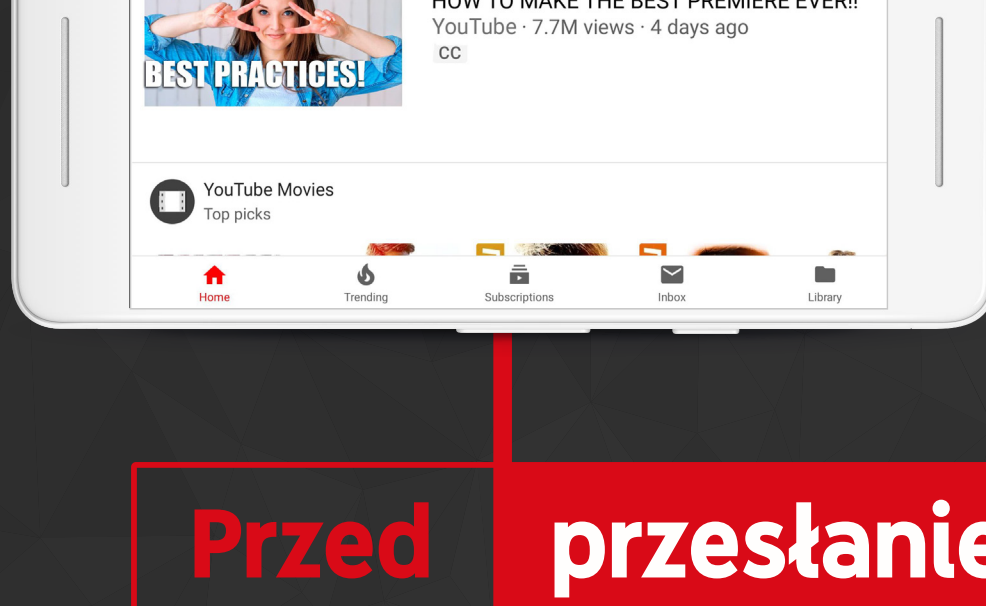 HOW TO MAKE THE BEST PREMIERE EVER!!
YouTube · 7.7M views · 4 days ago
CC
BEST PRACTICES!
YouTube Movies
Top picks
Home
Trending
Subscriptions
Inbox
Library
Przed